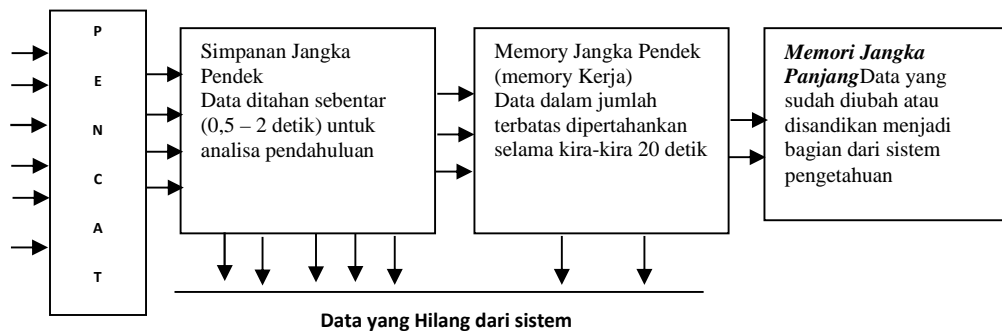 P
E
N
C
A
T
Simpanan Jangka
Pendek
Data ditahan sebentar
(0,5 – 2 detik) untuk
analisa pendahuluan
Memory Jangka Pendek
(memory Kerja)
Data dalam jumlah
terbatas dipertahankan
selama kira-kira 20 detik
Memori Jangka
PanjangData yang
sudah diubah atau
disandikan menjadi
bagian dari sistem
pengetahuan
Data yang Hilang dari sistem